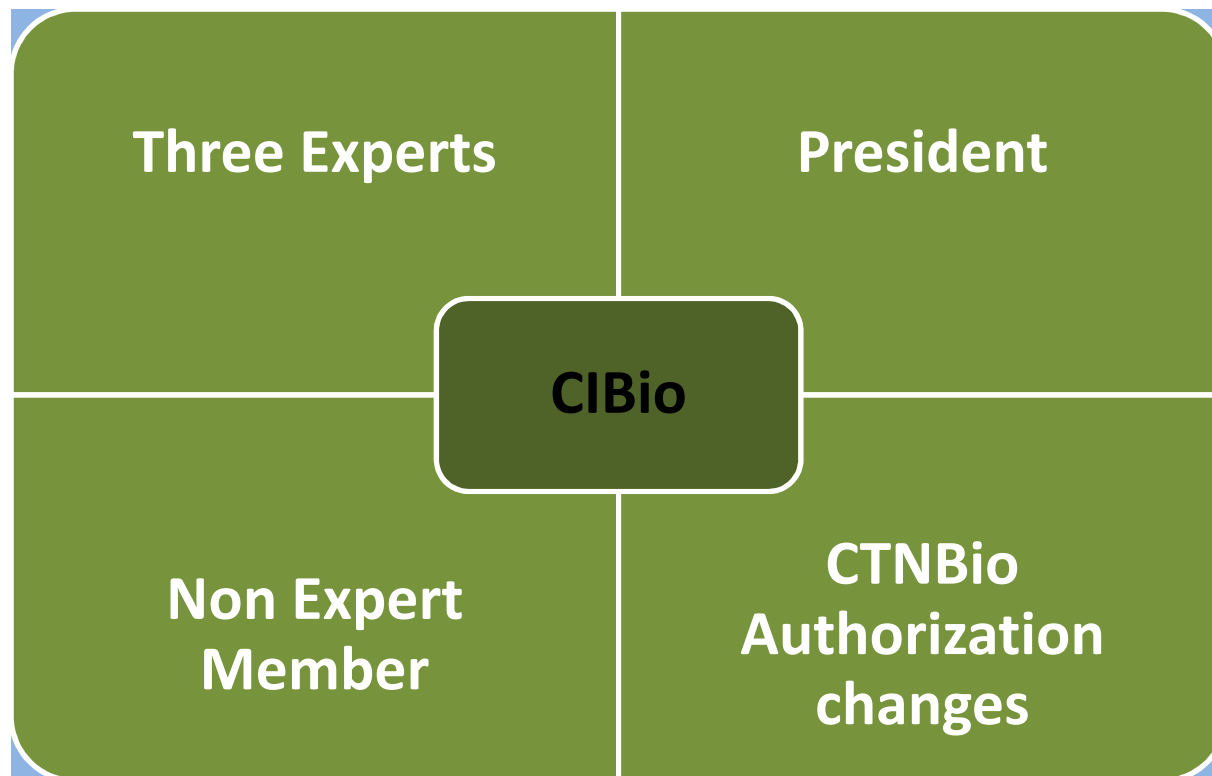 Three Experts
President
CIBio
Non Expert
Member
CTNBio
Authorization
changes